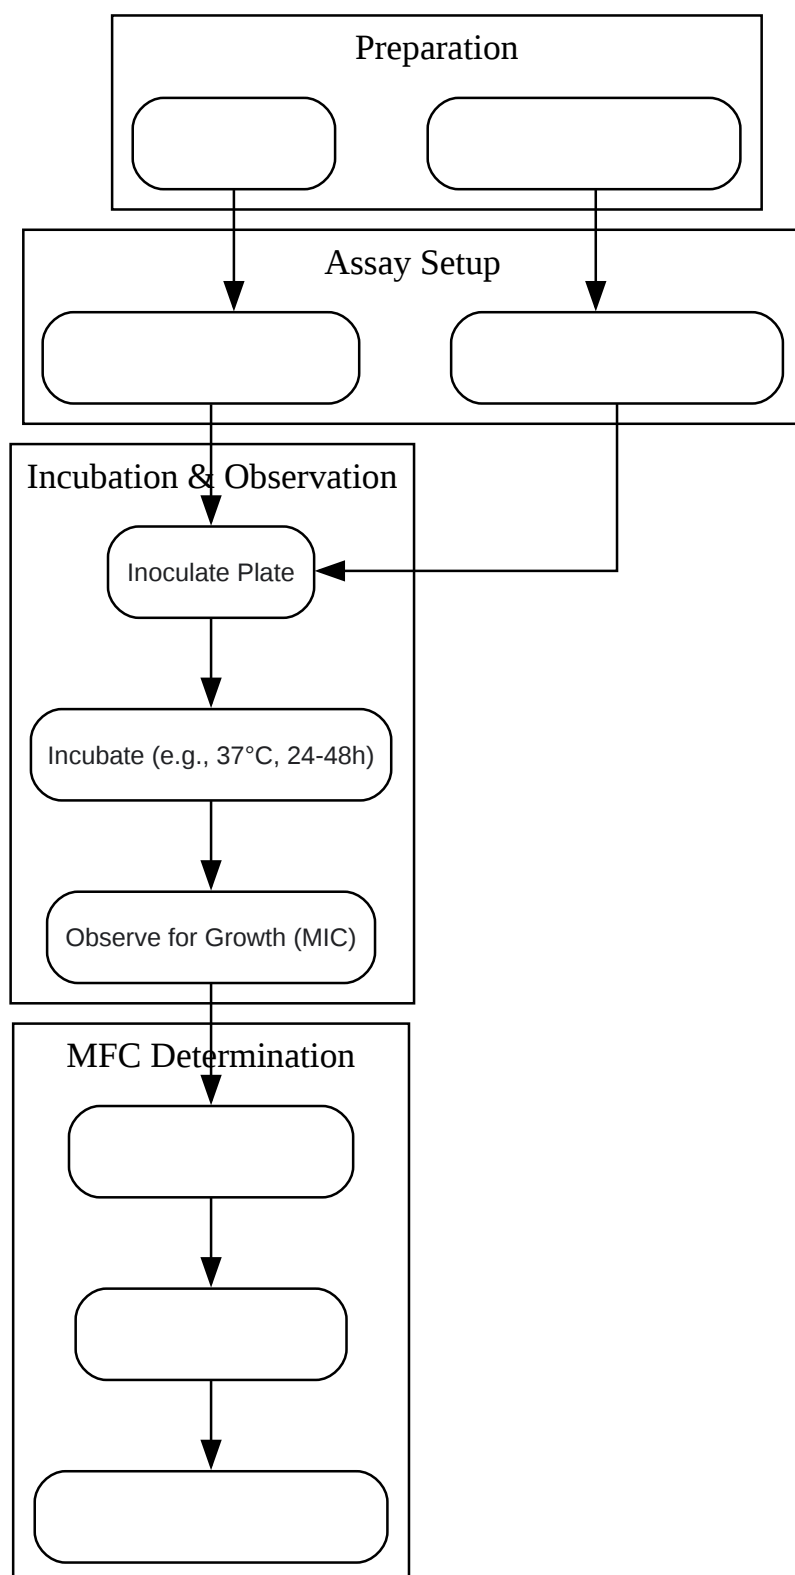 Preparation
Assay Setup
Incubation & Observation
Inoculate Plate
Incubate (e.g., 37°C, 24-48h)
Observe for Growth (MIC)
MFC Determination